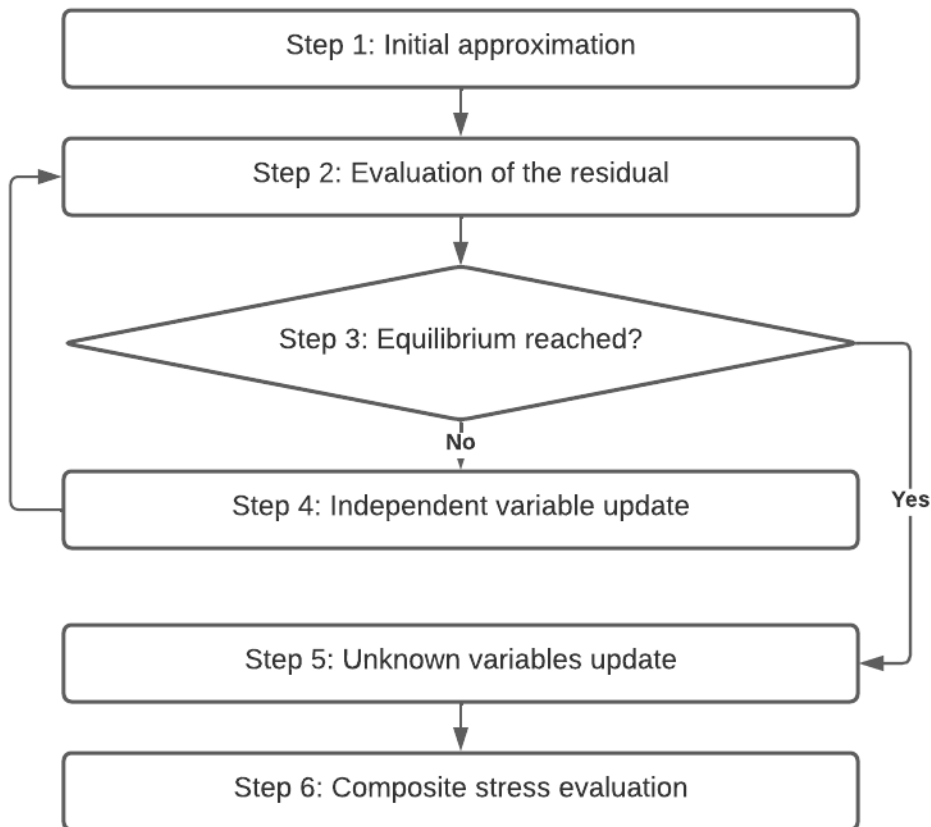 Step 1: Initial approximation
Step 2: Evaluation of the residual
Step 3: Equilibrium reached?
No
Step 4: Independent variable update
Yes
Step 5: Unknown variables update
Step 6: Composite stress evaluation